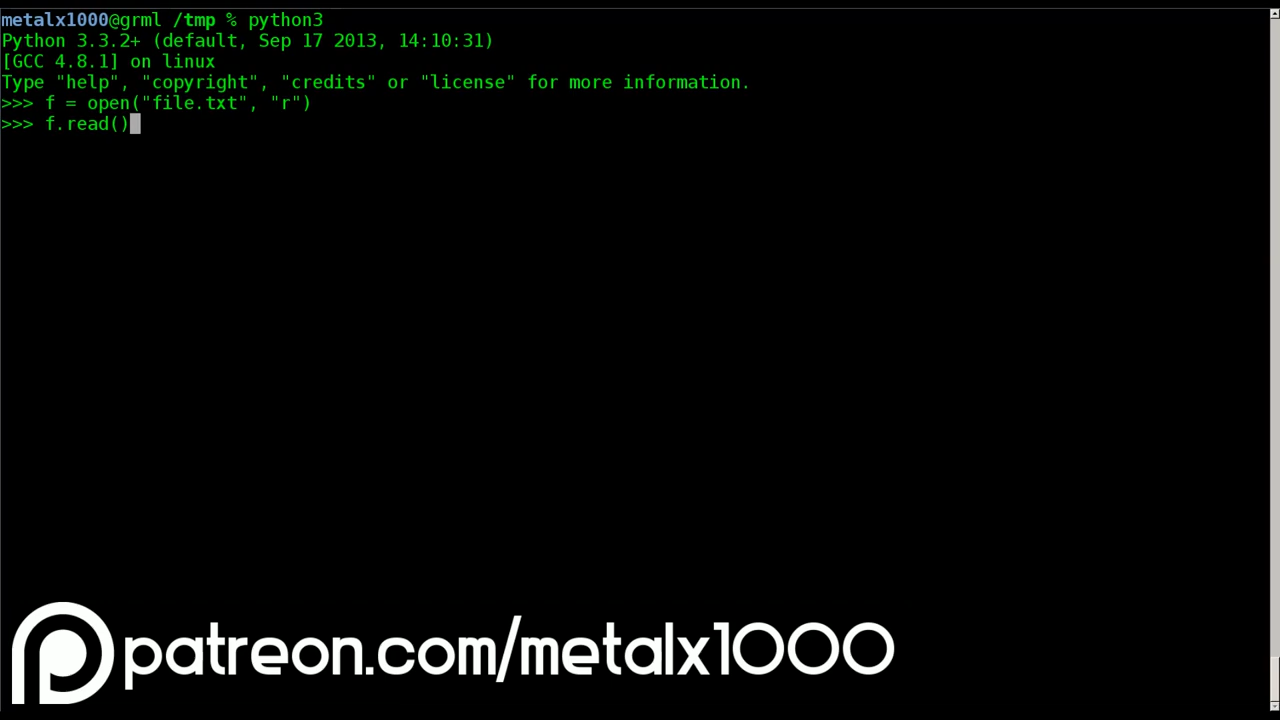 metalx1000@grml /tmp % python3
Python 3.3.2+ (default, Sep 17 2013, 14:10:31)
[GCC 4.8.1] on linux
Type "help", "copyright", "credits" or "license" for more information.
>>> f = open("file.txt", "r")
>>> f.read()
patreon.com/metalx1000